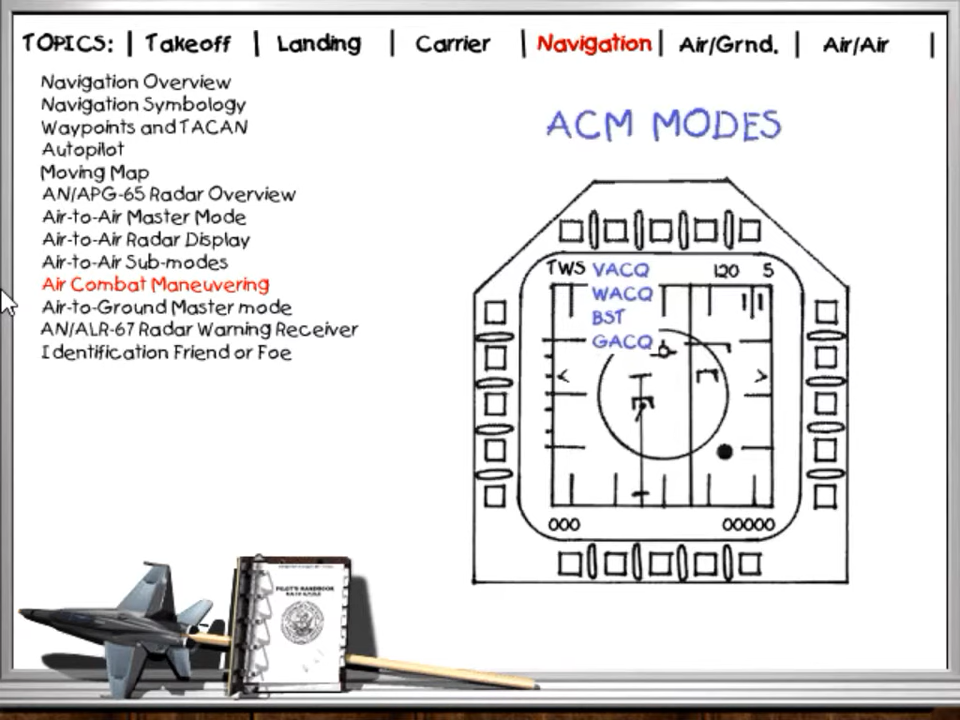 TOPICS: | Takeoff | Landing | Carrier | Navigation | Air/Grnd. | Air/Air |
Navigation Overview
Navigation Symbology
Waypoints and TACAN
Autopilot
Moving Map
AN/APG-65 Radar Overview
Air-to-Air Master Mode
Air-to-Air Radar Display
Air-to-Air Sub-modes
Air Combat Maneuvering
Air-to-Ground Master mode
AN/ALR-67 Radar Warning Receiver
Identification Friend or Foe
ACM MODES
TWS VACQ 120 5
WACQ
BST
GACQ
000 00000
PILOT'S HANDBOOK